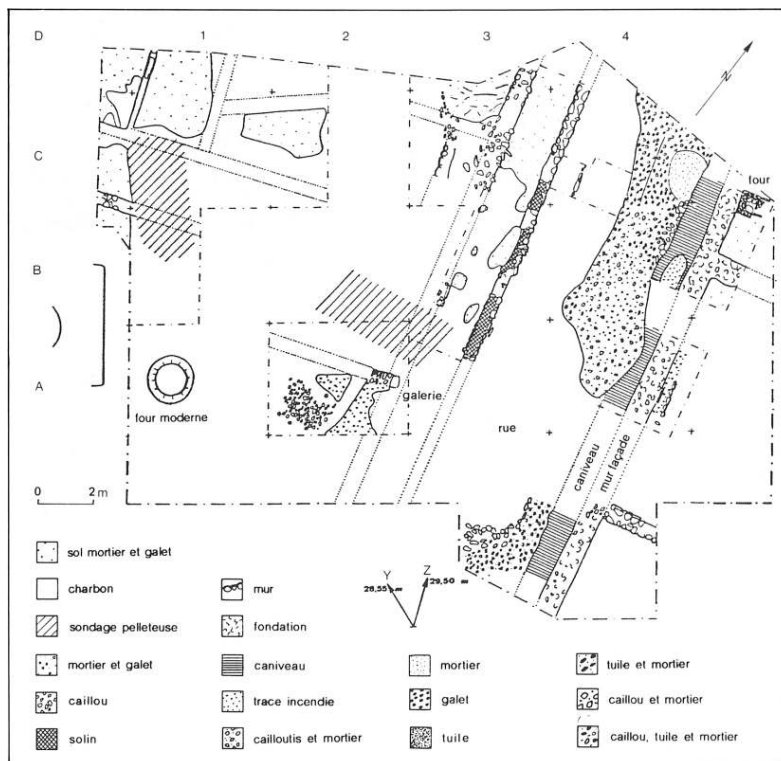 D 1 2 3 4
N
C
four
B
A
galerie
four moderne
rue
caniveau
mur façade
0 2 m
sol mortier et galet
charbon
mur
Y
28,55 m
Z
29,50 m
sondage pelleteuse
fondation
mortier et galet
caniveau
mortier
tuile et mortier
caillou
trace incendie
galet
caillou et mortier
solin
cailloutis et mortier
tuile
caillou, tuile et mortier